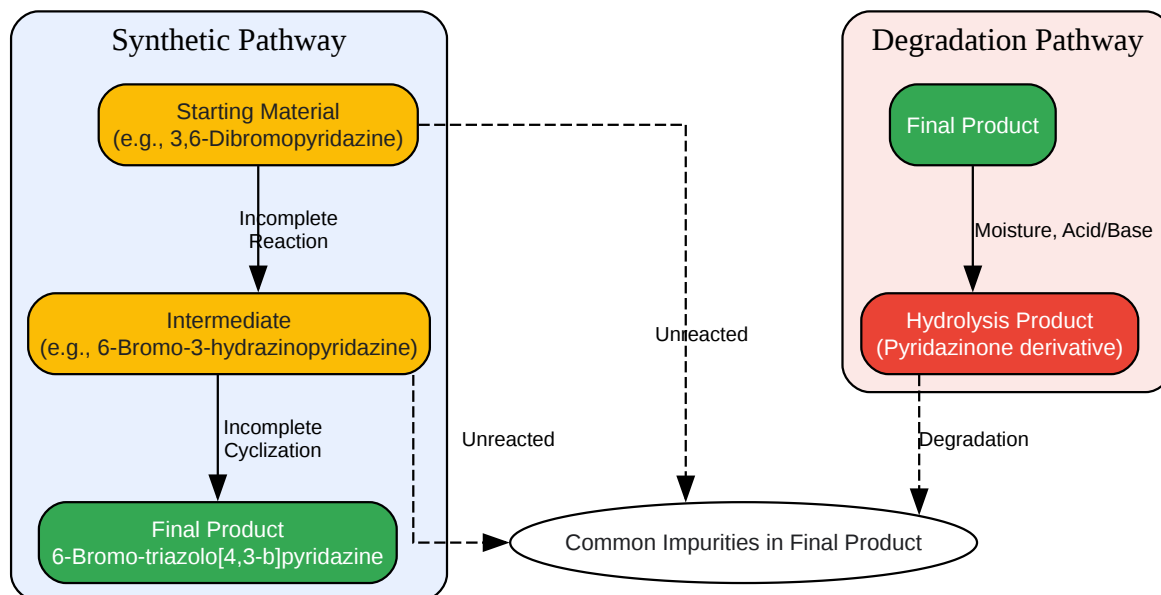 Synthetic Pathway
Starting Material
(e.g., 3,6-Dibromopyridazine)
Incomplete
Reaction
Intermediate
(e.g., 6-Bromo-3-hydrazinopyridazine)
Incomplete
Cyclization
Final Product
6-Bromo-triazolo[4,3-b]pyridazine
Unreacted
Unreacted
Degradation Pathway
Final Product
Moisture, Acid/Base
Hydrolysis Product
(Pyridazinone derivative)
Degradation
Common Impurities in Final Product